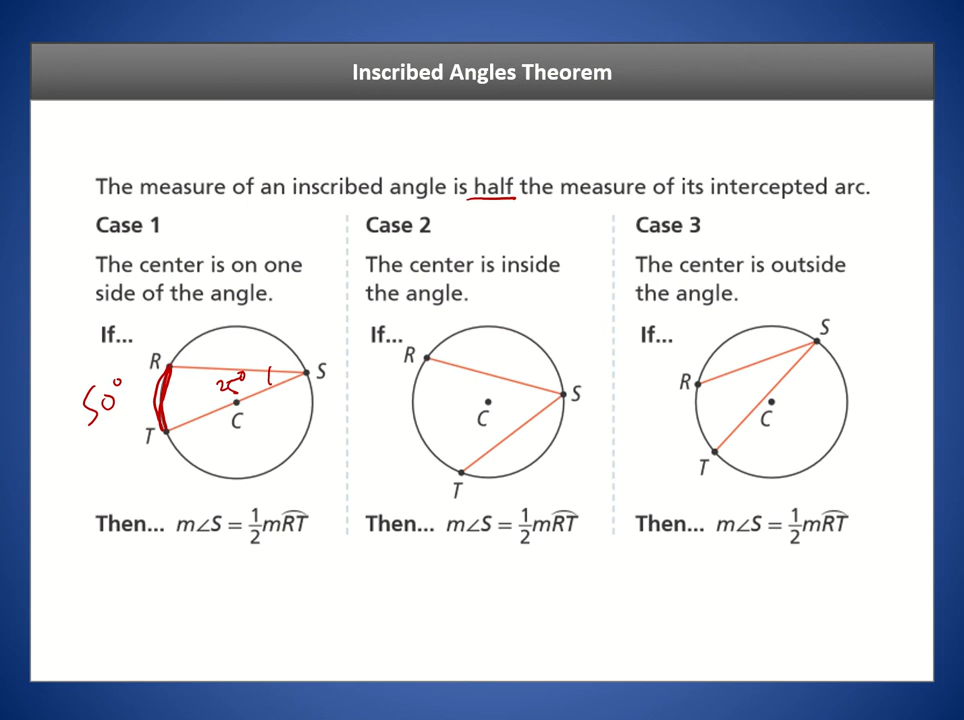 Inscribed Angles Theorem
The measure of an inscribed angle is half the measure of its intercepted arc.
Case 1
The center is on one
side of the angle.
If...
R
S
25°
50°
C
T
Then... m∠S = 1/2 mRT͡
Case 2
The center is inside
the angle.
If...
R
S
C
T
Then... m∠S = 1/2 mRT͡
Case 3
The center is outside
the angle.
If...
S
R
C
T
Then... m∠S = 1/2 mRT͡